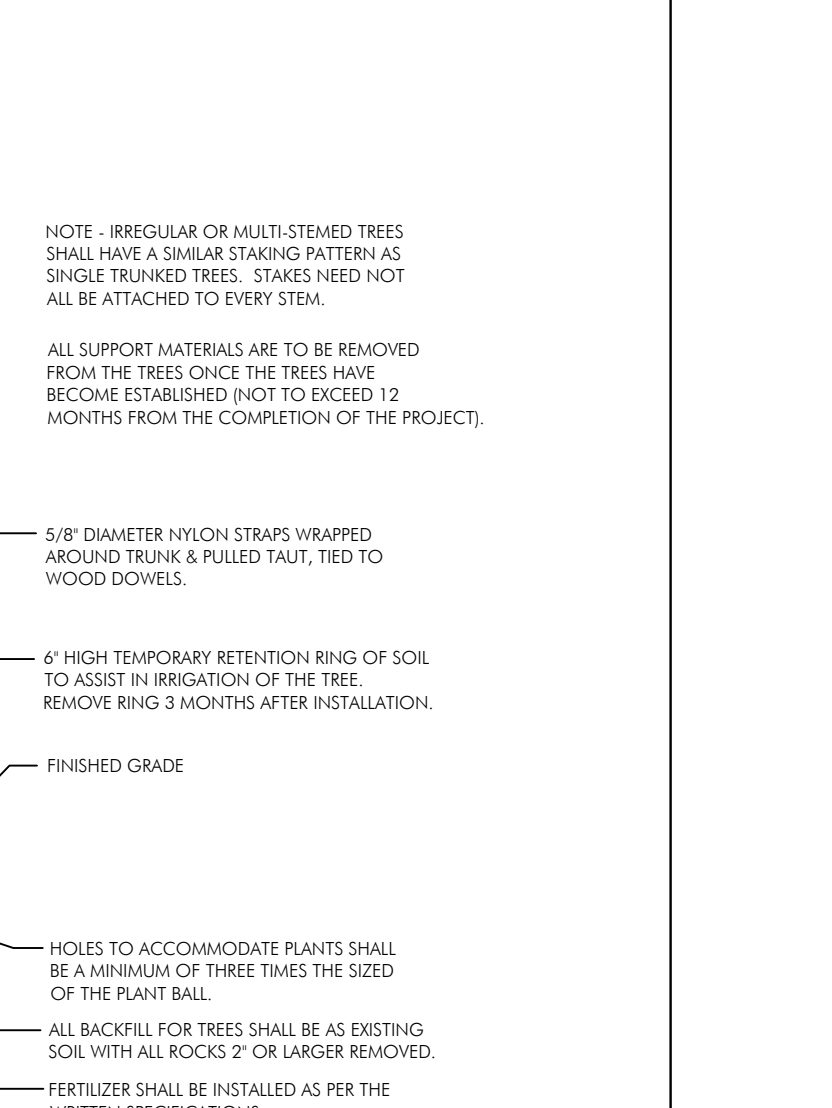 NOTE - IRREGULAR OR MULTI-STEMED TREES
SHALL HAVE A SIMILAR STAKING PATTERN AS
SINGLE TRUNKED TREES.  STAKES NEED NOT
ALL BE ATTACHED TO EVERY STEM.
ALL SUPPORT MATERIALS ARE TO BE REMOVED
FROM THE TREES ONCE THE TREES HAVE
BECOME ESTABLISHED (NOT TO EXCEED 12
MONTHS FROM THE COMPLETION OF THE PROJECT).
5/8" DIAMETER NYLON STRAPS WRAPPED
AROUND TRUNK & PULLED TAUT, TIED TO
WOOD DOWELS.
6" HIGH TEMPORARY RETENTION RING OF SOIL
TO ASSIST IN IRRIGATION OF THE TREE.
REMOVE RING 3 MONTHS AFTER INSTALLATION.
FINISHED GRADE
HOLES TO ACCOMMODATE PLANTS SHALL
BE A MINIMUM OF THREE TIMES THE SIZED
OF THE PLANT BALL.
ALL BACKFILL FOR TREES SHALL BE AS EXISTING
SOIL WITH ALL ROCKS 2" OR LARGER REMOVED.
FERTILIZER SHALL BE INSTALLED AS PER THE
WRITTEN SPECIFICATIONS